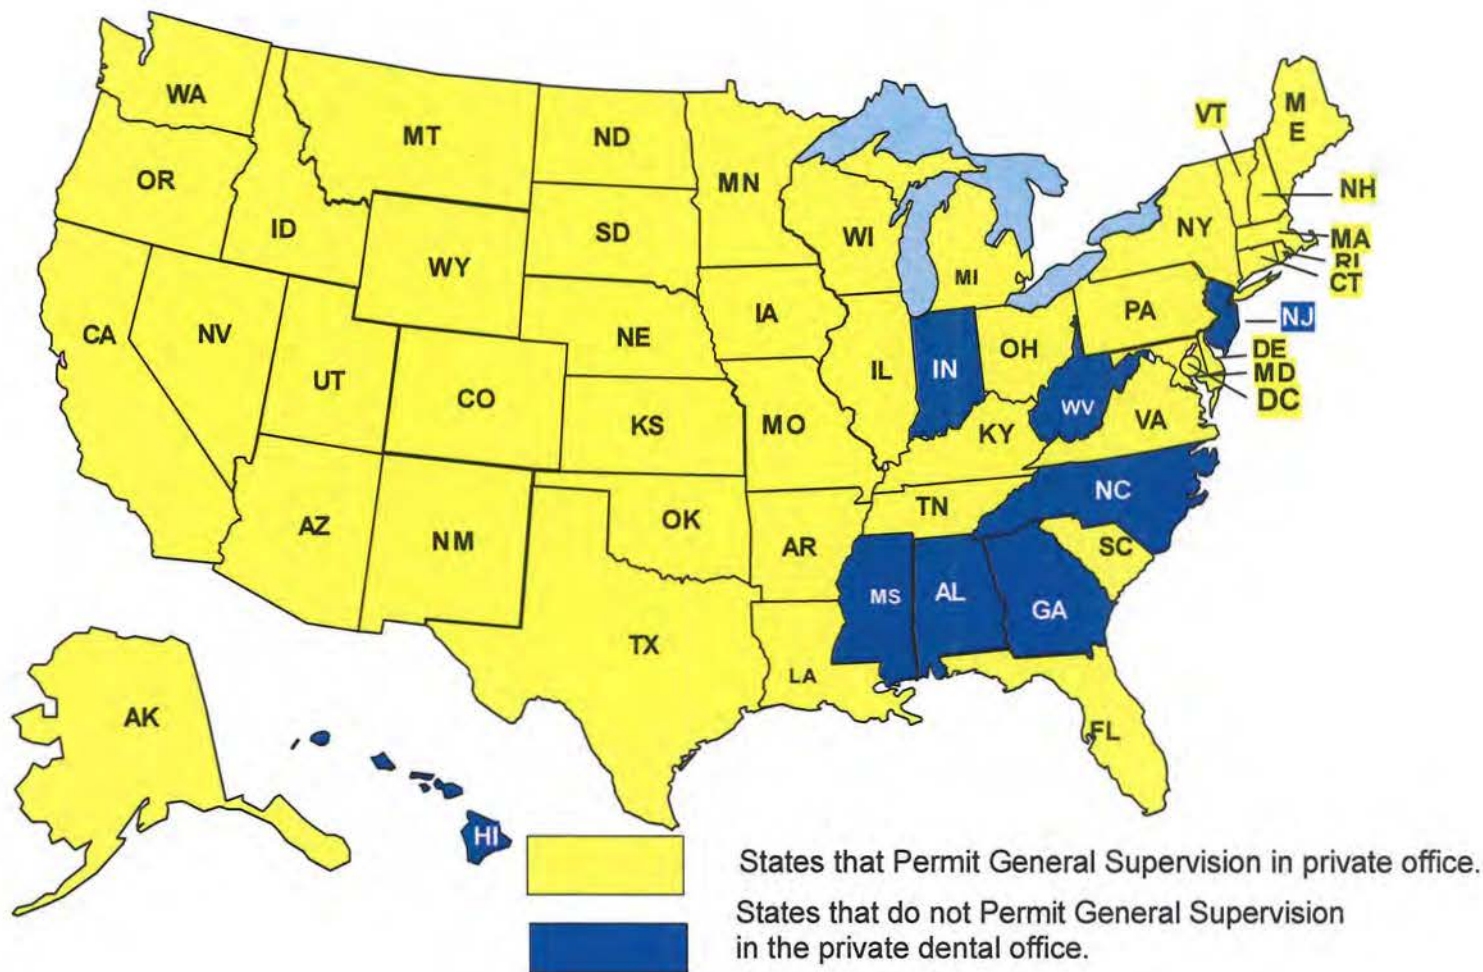 WA
MT
ND
MN
VT
M
E
OR
ID
SD
WI
NY
NH
WY
MI
MA
RI
CT
CA
NV
NE
IA
PA
NJ
UT
CO
IL
IN
OH
DE
MD
DC
KS
MO
KY
WV
VA
AZ
NM
OK
AR
TN
NC
SC
MS
AL
GA
TX
LA
AK
FL
HI
States that Permit General Supervision in private office.
States that do not Permit General Supervision
in the private dental office.